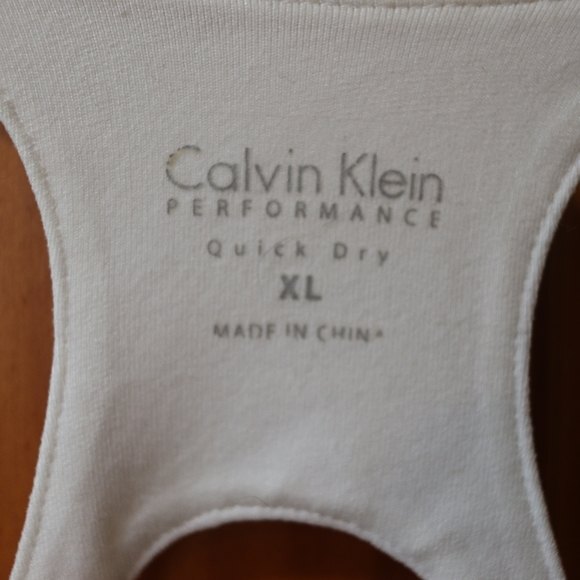 Calvin Klein
PERFORMANCE
Quick Dry
XL
MADE IN CHINA